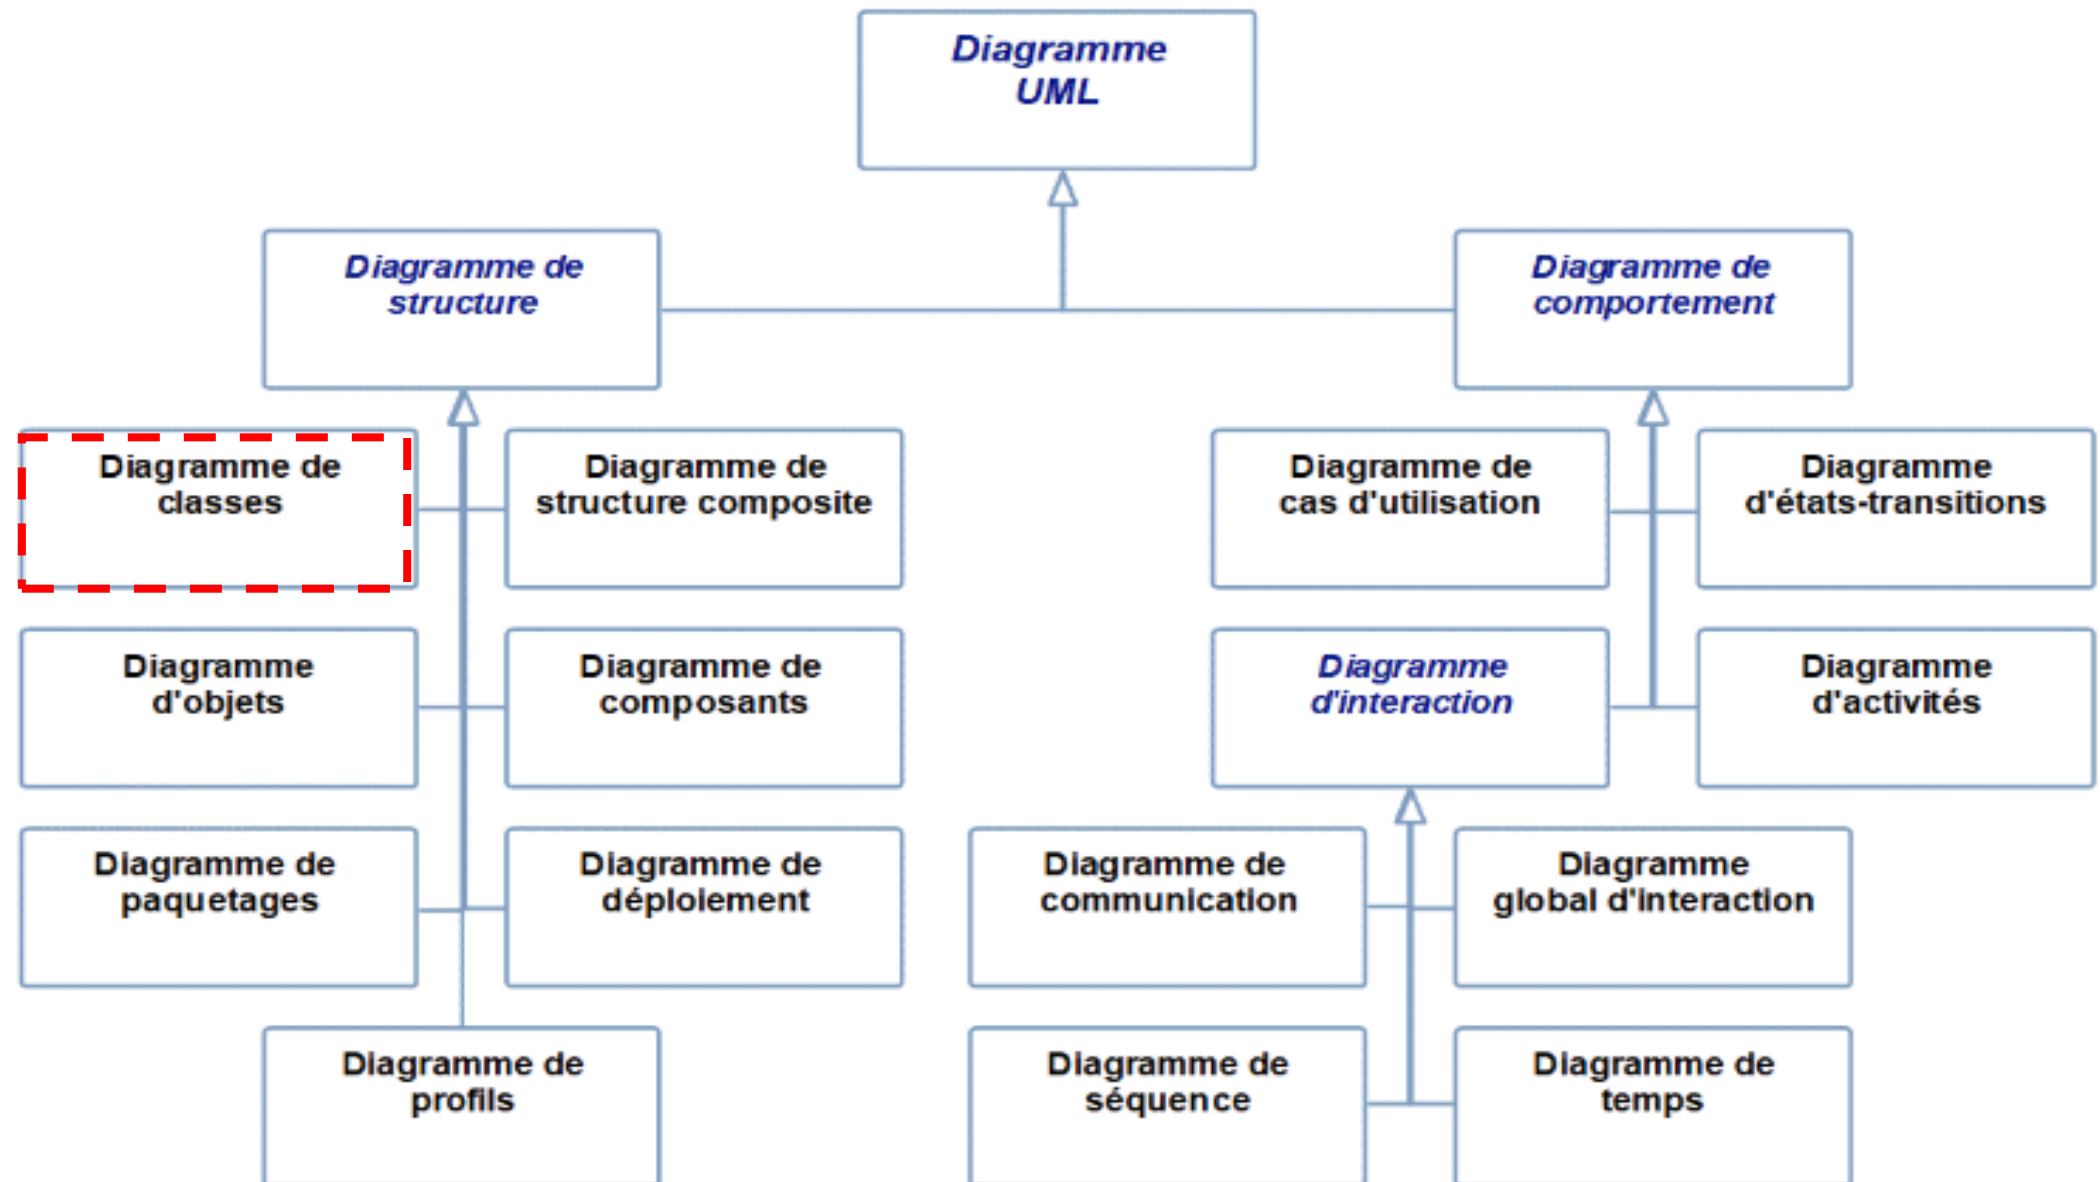 Diagramme
UML
Diagramme de
structure
Diagramme de
comportement
Diagramme de
classes
Diagramme de
structure composite
Diagramme de
cas d'utilisation
Diagramme
d'états-transitions
Diagramme
d'objets
Diagramme de
composants
Diagramme
d'interaction
Diagramme
d'activités
Diagramme de
paquetages
Diagramme de
déploiement
Diagramme de
communication
Diagramme
global d'interaction
Diagramme de
profils
Diagramme de
séquence
Diagramme de
temps